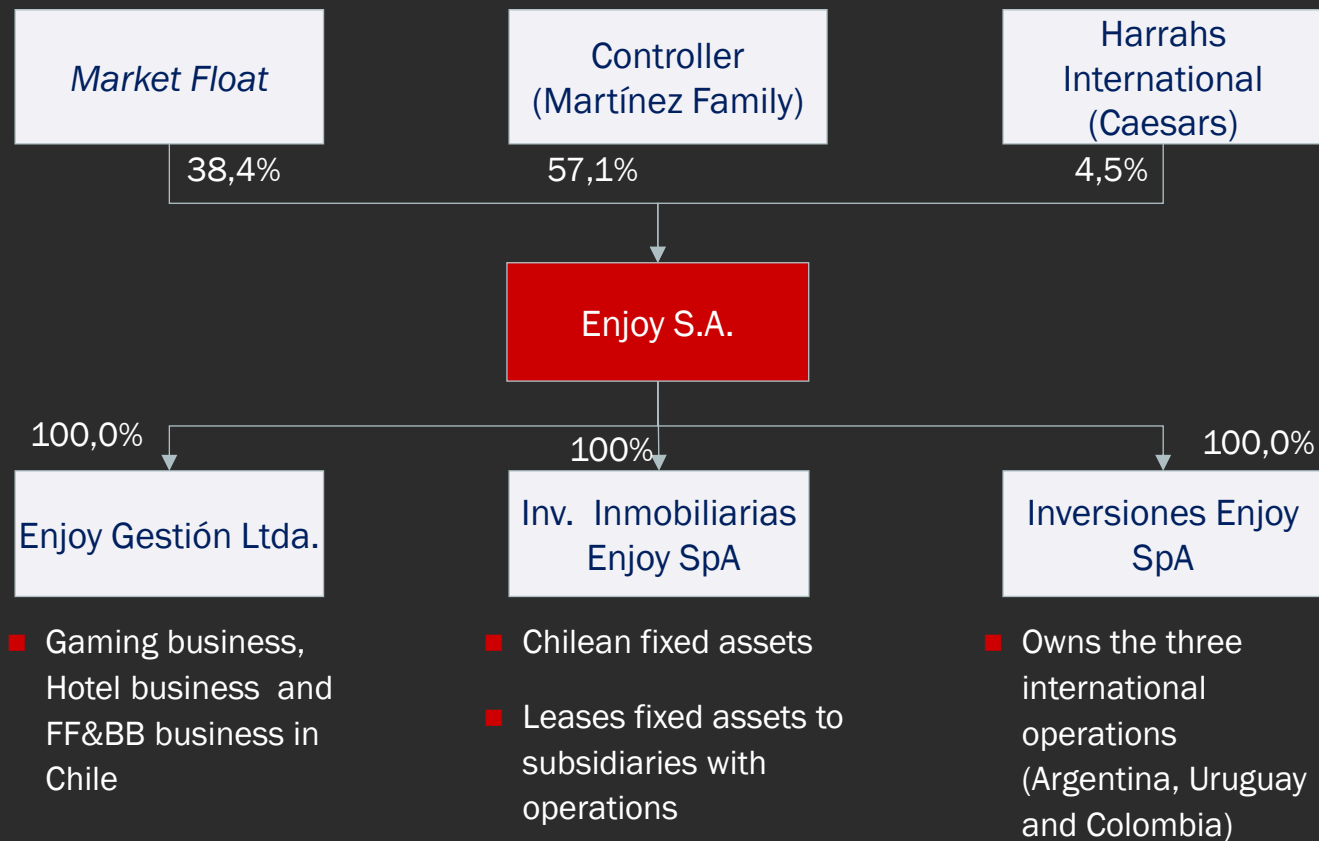 Market Float
Controller
(Martínez Family)
Harrahs
International
(Caesars)
38,4%
57,1%
4,5%
Enjoy S.A.
100,0%
100%
100,0%
Enjoy Gestión Ltda.
Inv. Inmobiliarias
Enjoy SpA
Inversiones Enjoy
SpA
Gaming business,
Hotel business and
FF&BB business in
Chile
Chilean fixed assets
Leases fixed assets to
subsidiaries with
operations
Owns the three
international
operations
(Argentina, Uruguay
and Colombia)